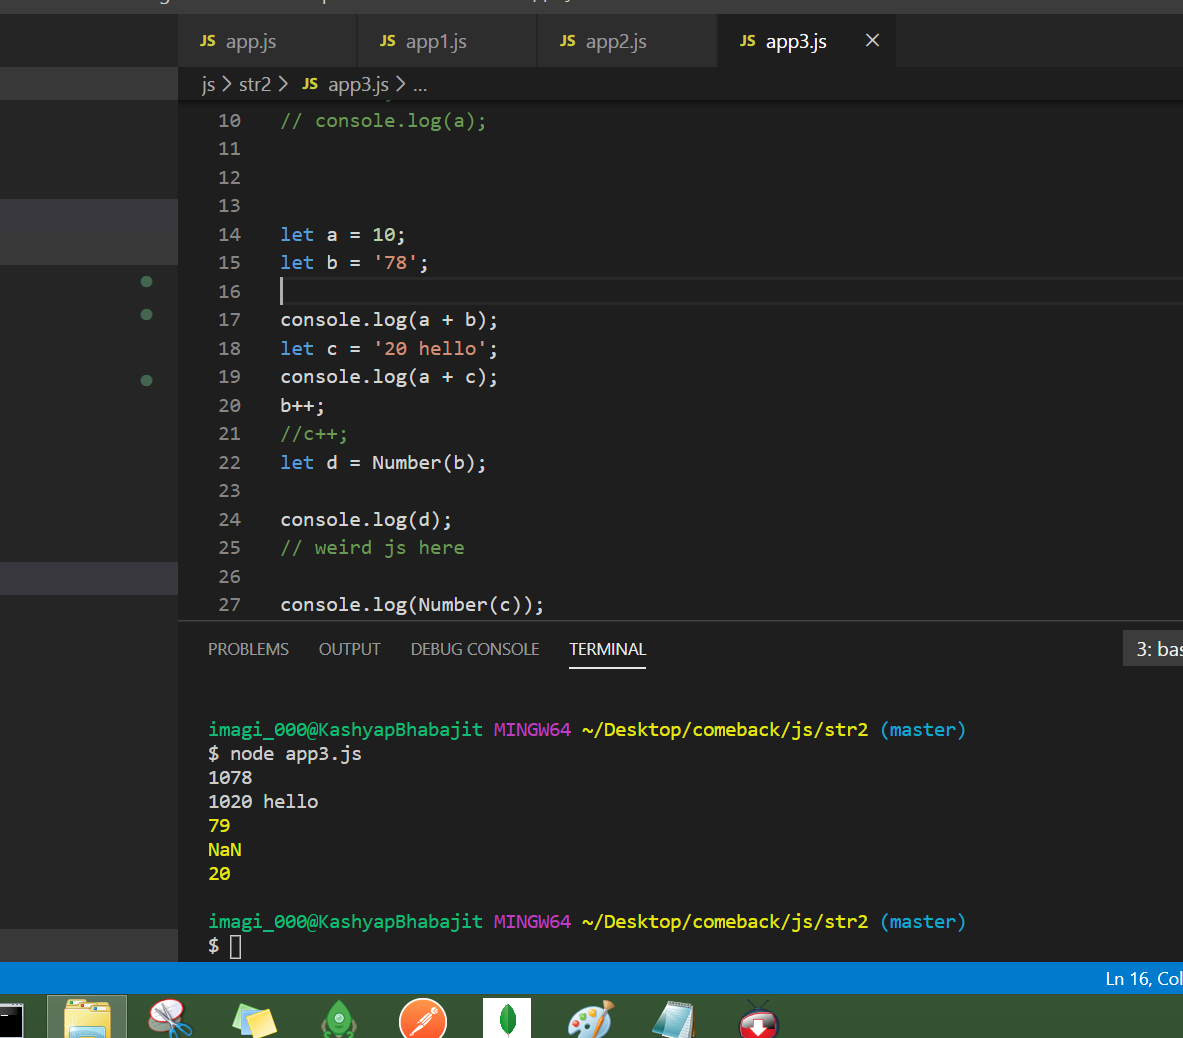 JS app.js JS app1.js JS app2.js JS app3.js
js > str2 > JS app3.js > ...
10 // console.log(a);
11
12
13
14 let a = 10;
15 let b = '78';
16
17 console.log(a + b);
18 let c = '20 hello';
19 console.log(a + c);
20 b++;
21 //c++;
22 let d = Number(b);
23
24 console.log(d);
25 // weird js here
26
27 console.log(Number(c));
PROBLEMS OUTPUT DEBUG CONSOLE TERMINAL 3: bas
imagi_000@KashyapBhabajit MINGW64 ~/Desktop/comeback/js/str2 (master)
$ node app3.js
1078
1020 hello
79
NaN
20
imagi_000@KashyapBhabajit MINGW64 ~/Desktop/comeback/js/str2 (master)
$
Ln 16, Col